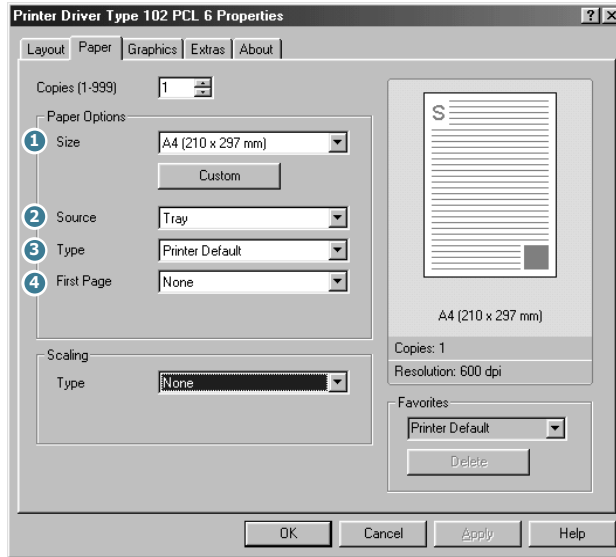 Printer Driver Type 102 PCL 6 Properties
Layout Paper Graphics Extras About
Copies (1-999) 1
Paper Options
1 Size A4 (210 x 297 mm)
Custom
2 Source Tray
3 Type Printer Default
4 First Page None
Scaling
Type None
S
A4 (210 x 297 mm)
Copies: 1
Resolution: 600 dpi
Favorites
Printer Default
Delete
OK Cancel Apply Help